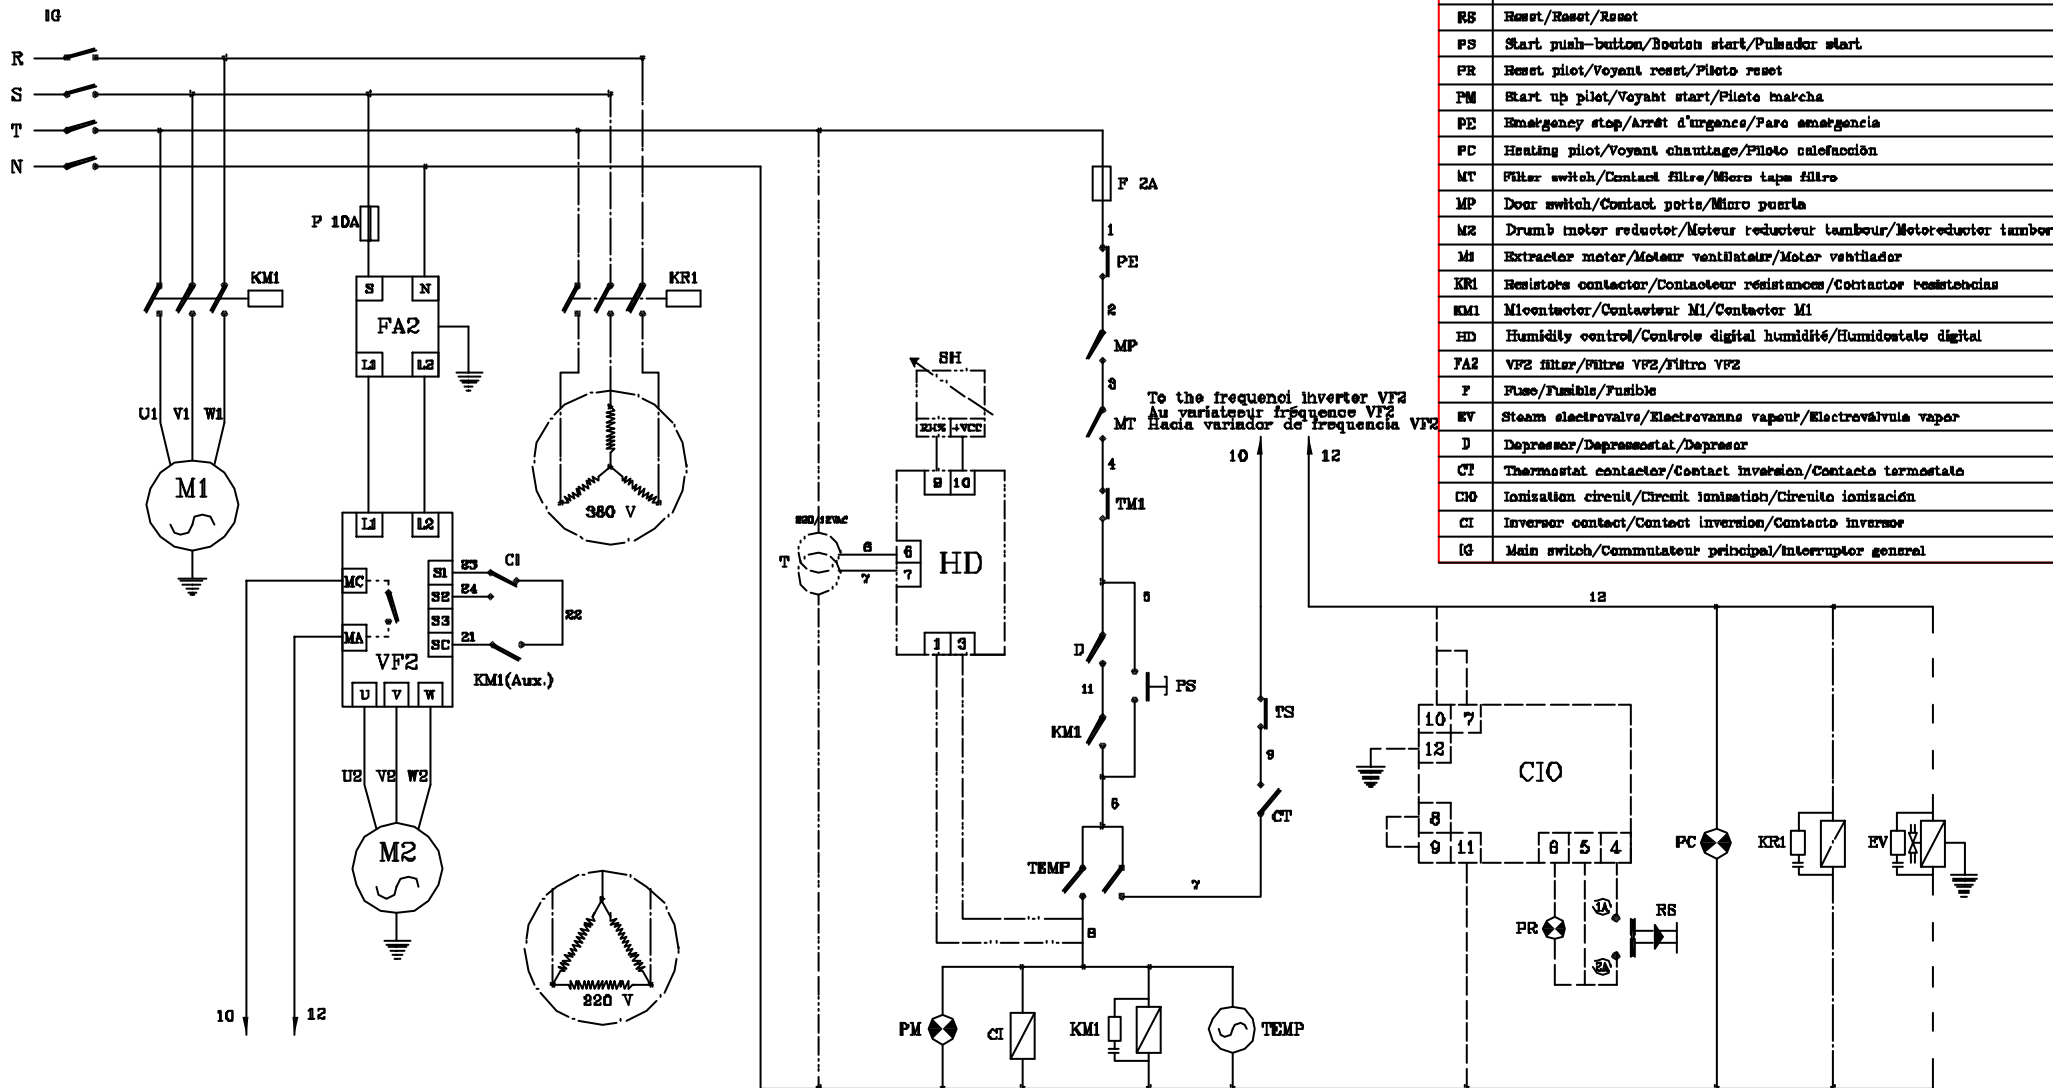 IG
R
S
T
N
KM1
F 10A
S N
FA2
L1 L2
KR1
F 2A
1
PE
2
MP
3
MT
4
TM1
To the frequenci inverter VF2
Au variateeur fréquence VF2
Hacia variador de frequencia VF2
10 12
U1 V1 W1
M1
380 V
SH
RH% +VCC
9 10
HD
220/12VAC
T
6 6
7 7
1 3
L1 L2
MC
MA
VF2
S1 23 CI
S2 24
S3
SC 21
22
KM1(Aux.)
U V W
U2 V2 W2
M2
10 12
220 V
5
D
11
PS
KM1
6
TEMP
7
8
TS
9
CT
PM
CI
KM1
TEMP
12
10 7
12
CIO
8
9 11
6 5 4
PR
1A
2A
RS
PC
KR1
EV
RS Reset/Reset/Reset
PS Start push-button/Bouton start/Pulsador start
PR Reset pilot/Voyant reset/Piloto reset
PM Start up pilot/Voyant start/Piloto marcha
PE Emergency stop/Arrêt d'urgence/Paro emergencia
PC Heating pilot/Voyant chauttage/Piloto calefacción
MT Filter switch/Contact filtre/Micro tapa filtro
MP Door switch/Contact porte/Micro puerta
M2 Drumb motor reductor/Moteur reducteur tambour/Motoreductor tambor
M1 Extractor motor/Moteur ventilateur/Motor ventilador
KR1 Resistors contactor/Contacteur résistances/Contactor resistencias
KM1 M1contactor/Contacteur M1/Contactor M1
HD Humidity control/Controle digital humidité/Humidostato digital
FA2 VF2 filter/Filtre VF2/Filtro VF2
F Fuse/Fusible/Fusible
EV Steam electrovalve/Electrovanne vapeur/Electroválvula vapor
D Depressor/Depressostat/Depresor
CT Thermostat contactor/Contact inversion/Contacto termostato
CIO Ionization circuit/Circuit ionisation/Circuito ionización
CI Inversor contact/Contact inversion/Contacto inversor
IG Main switch/Commutateur principal/Interruptor general